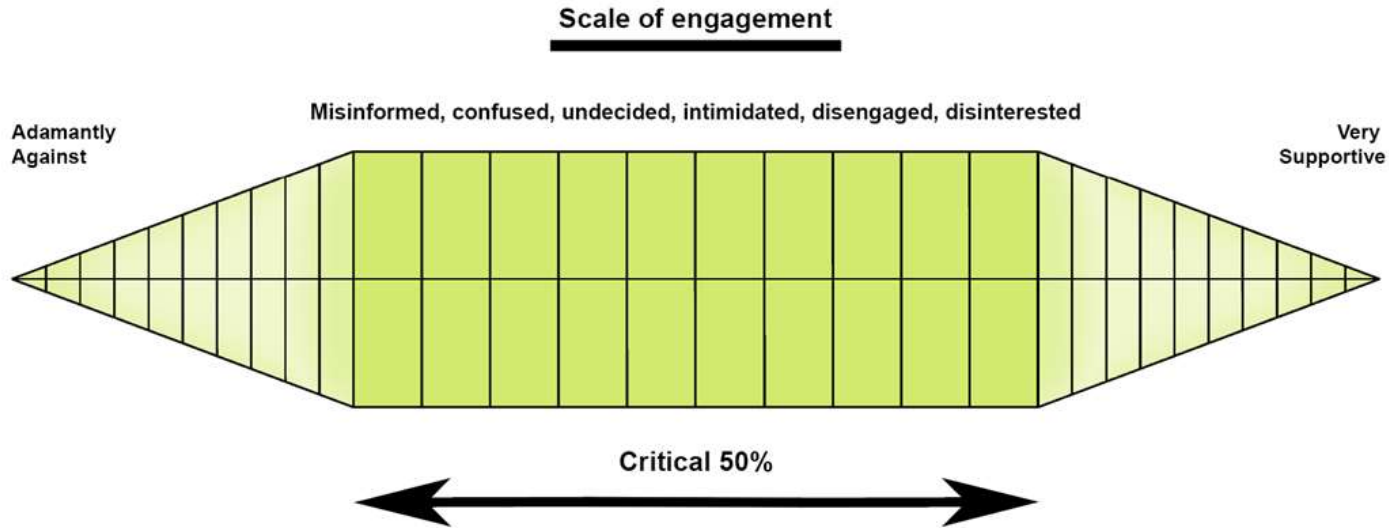 Scale of engagement
Misinformed, confused, undecided, intimidated, disengaged, disinterested
Adamantly
Against
Very
Supportive
Critical 50%